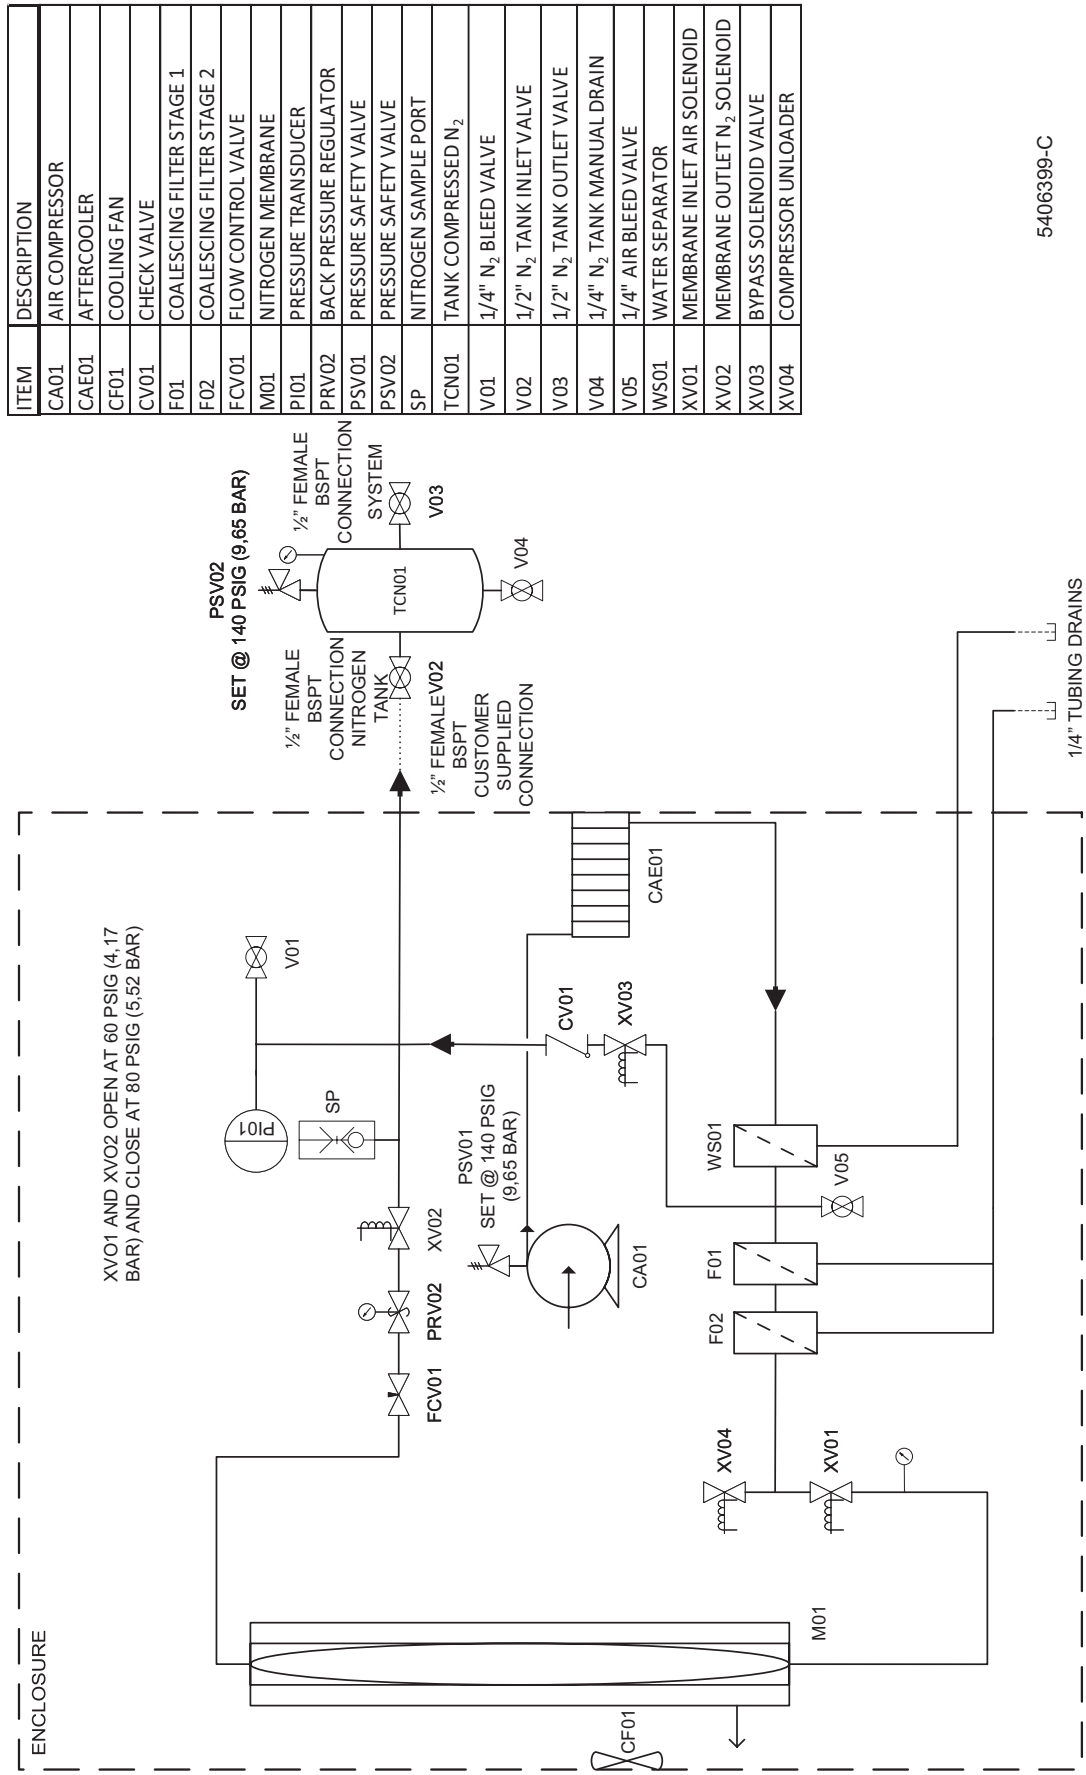 ENCLOSURE
XVO1 AND XVO2 OPEN AT 60 PSIG (4,17
BAR) AND CLOSE AT 80 PSIG (5,52 BAR)
V01
PI01
SP
XV02
PRV02
FCV01
PSV01
SET @ 140 PSIG
(9,65 BAR)
CA01
CV01
XV03
CAE01
WS01
V05
F01
F02
XV04
XV01
M01
CF01
PSV02
SET @ 140 PSIG (9,65 BAR)
½" FEMALE
BSPT
CONNECTION
NITROGEN
TANK
V02
½" FEMALE
BSPT
CUSTOMER
SUPPLIED
CONNECTION
TCN01
½" FEMALE
BSPT
CONNECTION
SYSTEM
V03
V04
1/4" TUBING DRAINS
ITEM DESCRIPTION
CA01 AIR COMPRESSOR
CAE01 AFTERCOOLER
CF01 COOLING FAN
CV01 CHECK VALVE
F01 COALESCING FILTER STAGE 1
F02 COALESCING FILTER STAGE 2
FCV01 FLOW CONTROL VALVE
M01 NITROGEN MEMBRANE
PI01 PRESSURE TRANSDUCER
PRV02 BACK PRESSURE REGULATOR
PSV01 PRESSURE SAFETY VALVE
PSV02 PRESSURE SAFETY VALVE
SP NITROGEN SAMPLE PORT
TCN01 TANK COMPRESSED N₂
V01 1/4" N₂ BLEED VALVE
V02 1/2" N₂ TANK INLET VALVE
V03 1/2" N₂ TANK OUTLET VALVE
V04 1/4" N₂ TANK MANUAL DRAIN
V05 1/4" AIR BLEED VALVE
WS01 WATER SEPARATOR
XV01 MEMBRANE INLET AIR SOLENOID
XV02 MEMBRANE OUTLET N₂ SOLENOID
XV03 BYPASS SOLENOID VALVE
XV04 COMPRESSOR UNLOADER
5406399-C